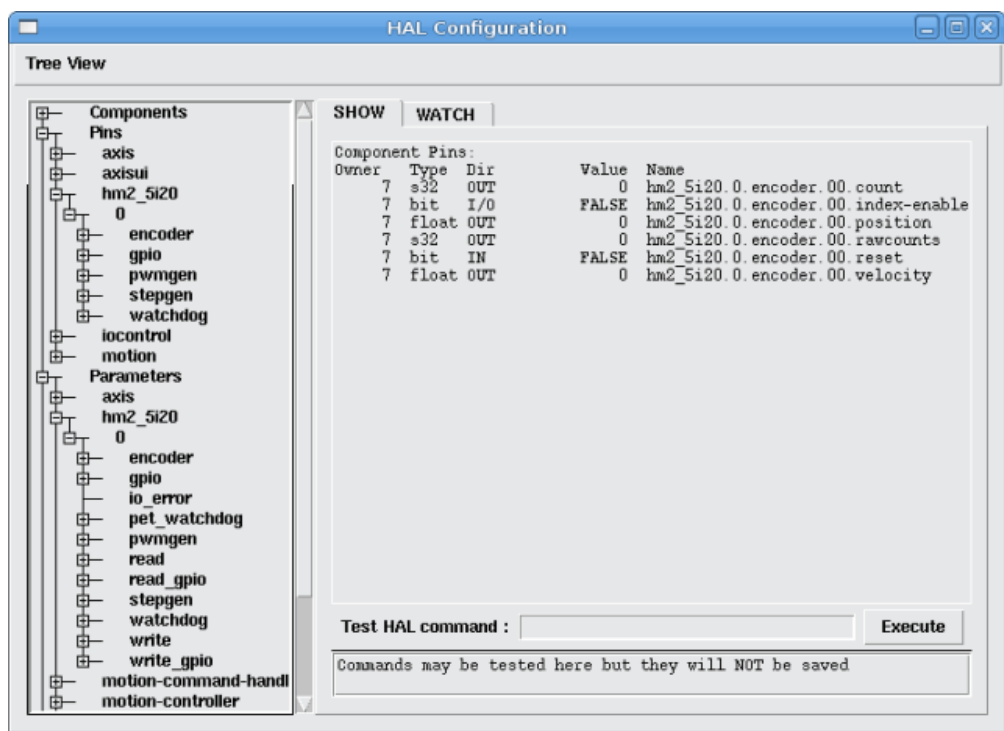 HAL Configuration
Tree View
Components
Pins
axis
axisui
hm2_5i20
0
encoder
gpio
pwmgen
stepgen
watchdog
iocontrol
motion
Parameters
axis
hm2_5i20
0
encoder
gpio
io_error
pet_watchdog
pwmgen
read
read_gpio
stepgen
watchdog
write
write_gpio
motion-command-handl
motion-controller
SHOW WATCH
Component Pins:
Owner Type Dir Value Name
7 s32 OUT 0 hm2_5i20.0.encoder.00.count
7 bit I/O FALSE hm2_5i20.0.encoder.00.index-enable
7 float OUT 0 hm2_5i20.0.encoder.00.position
7 s32 OUT 0 hm2_5i20.0.encoder.00.rawcounts
7 bit IN FALSE hm2_5i20.0.encoder.00.reset
7 float OUT 0 hm2_5i20.0.encoder.00.velocity
Test HAL command : Execute
Commands may be tested here but they will NOT be saved